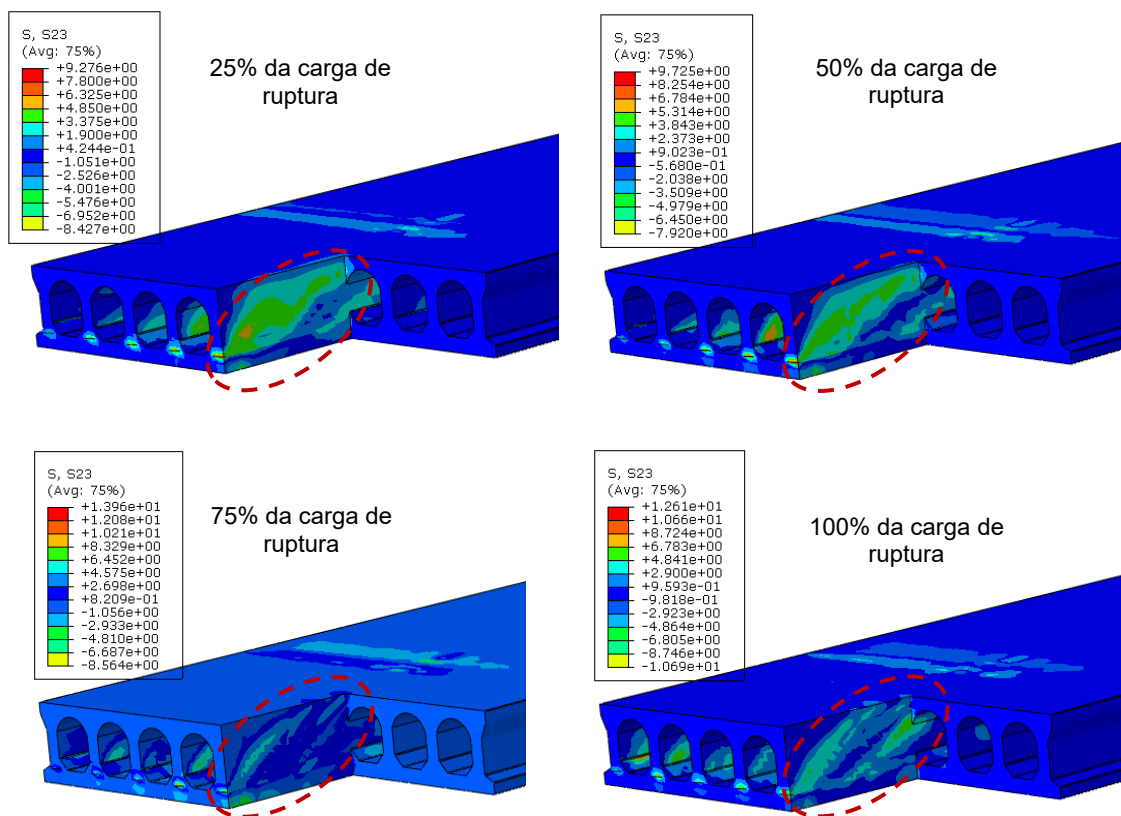 S, S23
(Avg: 75%)
+9.276e+00
+7.800e+00
+6.325e+00
+4.850e+00
+3.375e+00
+1.900e+00
+4.244e-01
-1.051e+00
-2.526e+00
-4.001e+00
-5.476e+00
-6.952e+00
-8.427e+00
25% da carga de
ruptura
S, S23
(Avg: 75%)
+9.725e+00
+8.254e+00
+6.784e+00
+5.314e+00
+3.843e+00
+2.373e+00
+9.023e-01
-5.680e-01
-2.038e+00
-3.509e+00
-4.979e+00
-6.450e+00
-7.920e+00
50% da carga de
ruptura
S, S23
(Avg: 75%)
+1.396e+01
+1.208e+01
+1.021e+01
+8.329e+00
+6.452e+00
+4.575e+00
+2.698e+00
+8.209e-01
-1.056e+00
-2.933e+00
-4.810e+00
-6.687e+00
-8.564e+00
75% da carga de
ruptura
S, S23
(Avg: 75%)
+1.261e+01
+1.066e+01
+8.724e+00
+6.783e+00
+4.841e+00
+2.900e+00
+9.593e-01
-9.818e-01
-2.923e+00
-4.864e+00
-6.805e+00
-8.746e+00
-1.069e+01
100% da carga de
ruptura